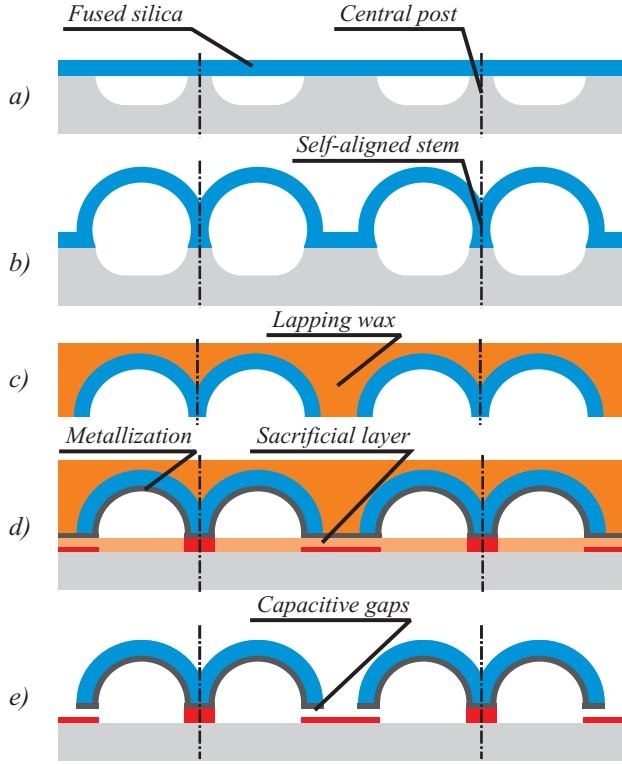 Fused silica
Central post
a)
Self-aligned stem
b)
Lapping wax
c)
Metallization
Sacrificial layer
d)
Capacitive gaps
e)